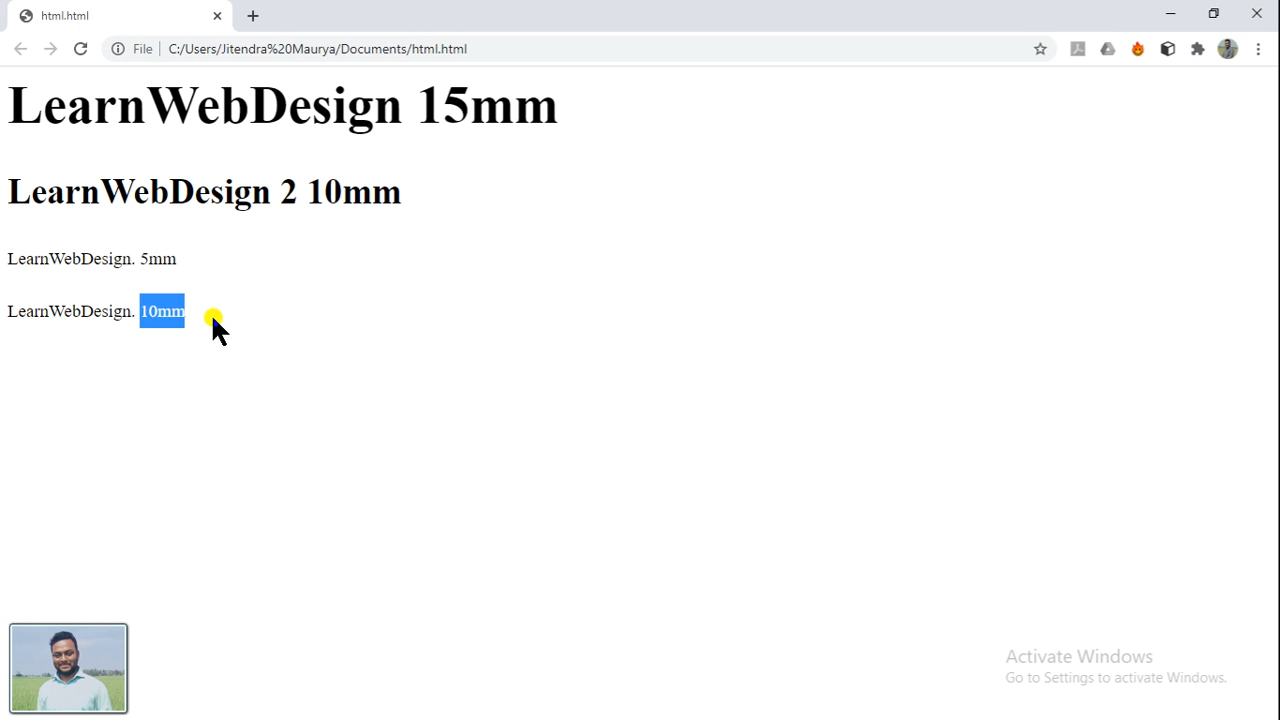 html.html
File
C:/Users/Jitendra%20Maurya/Documents/html.html
LearnWebDesign 15mm
LearnWebDesign 2 10mm
LearnWebDesign. 5mm
LearnWebDesign. 10mm
Activate Windows
Go to Settings to activate Windows.